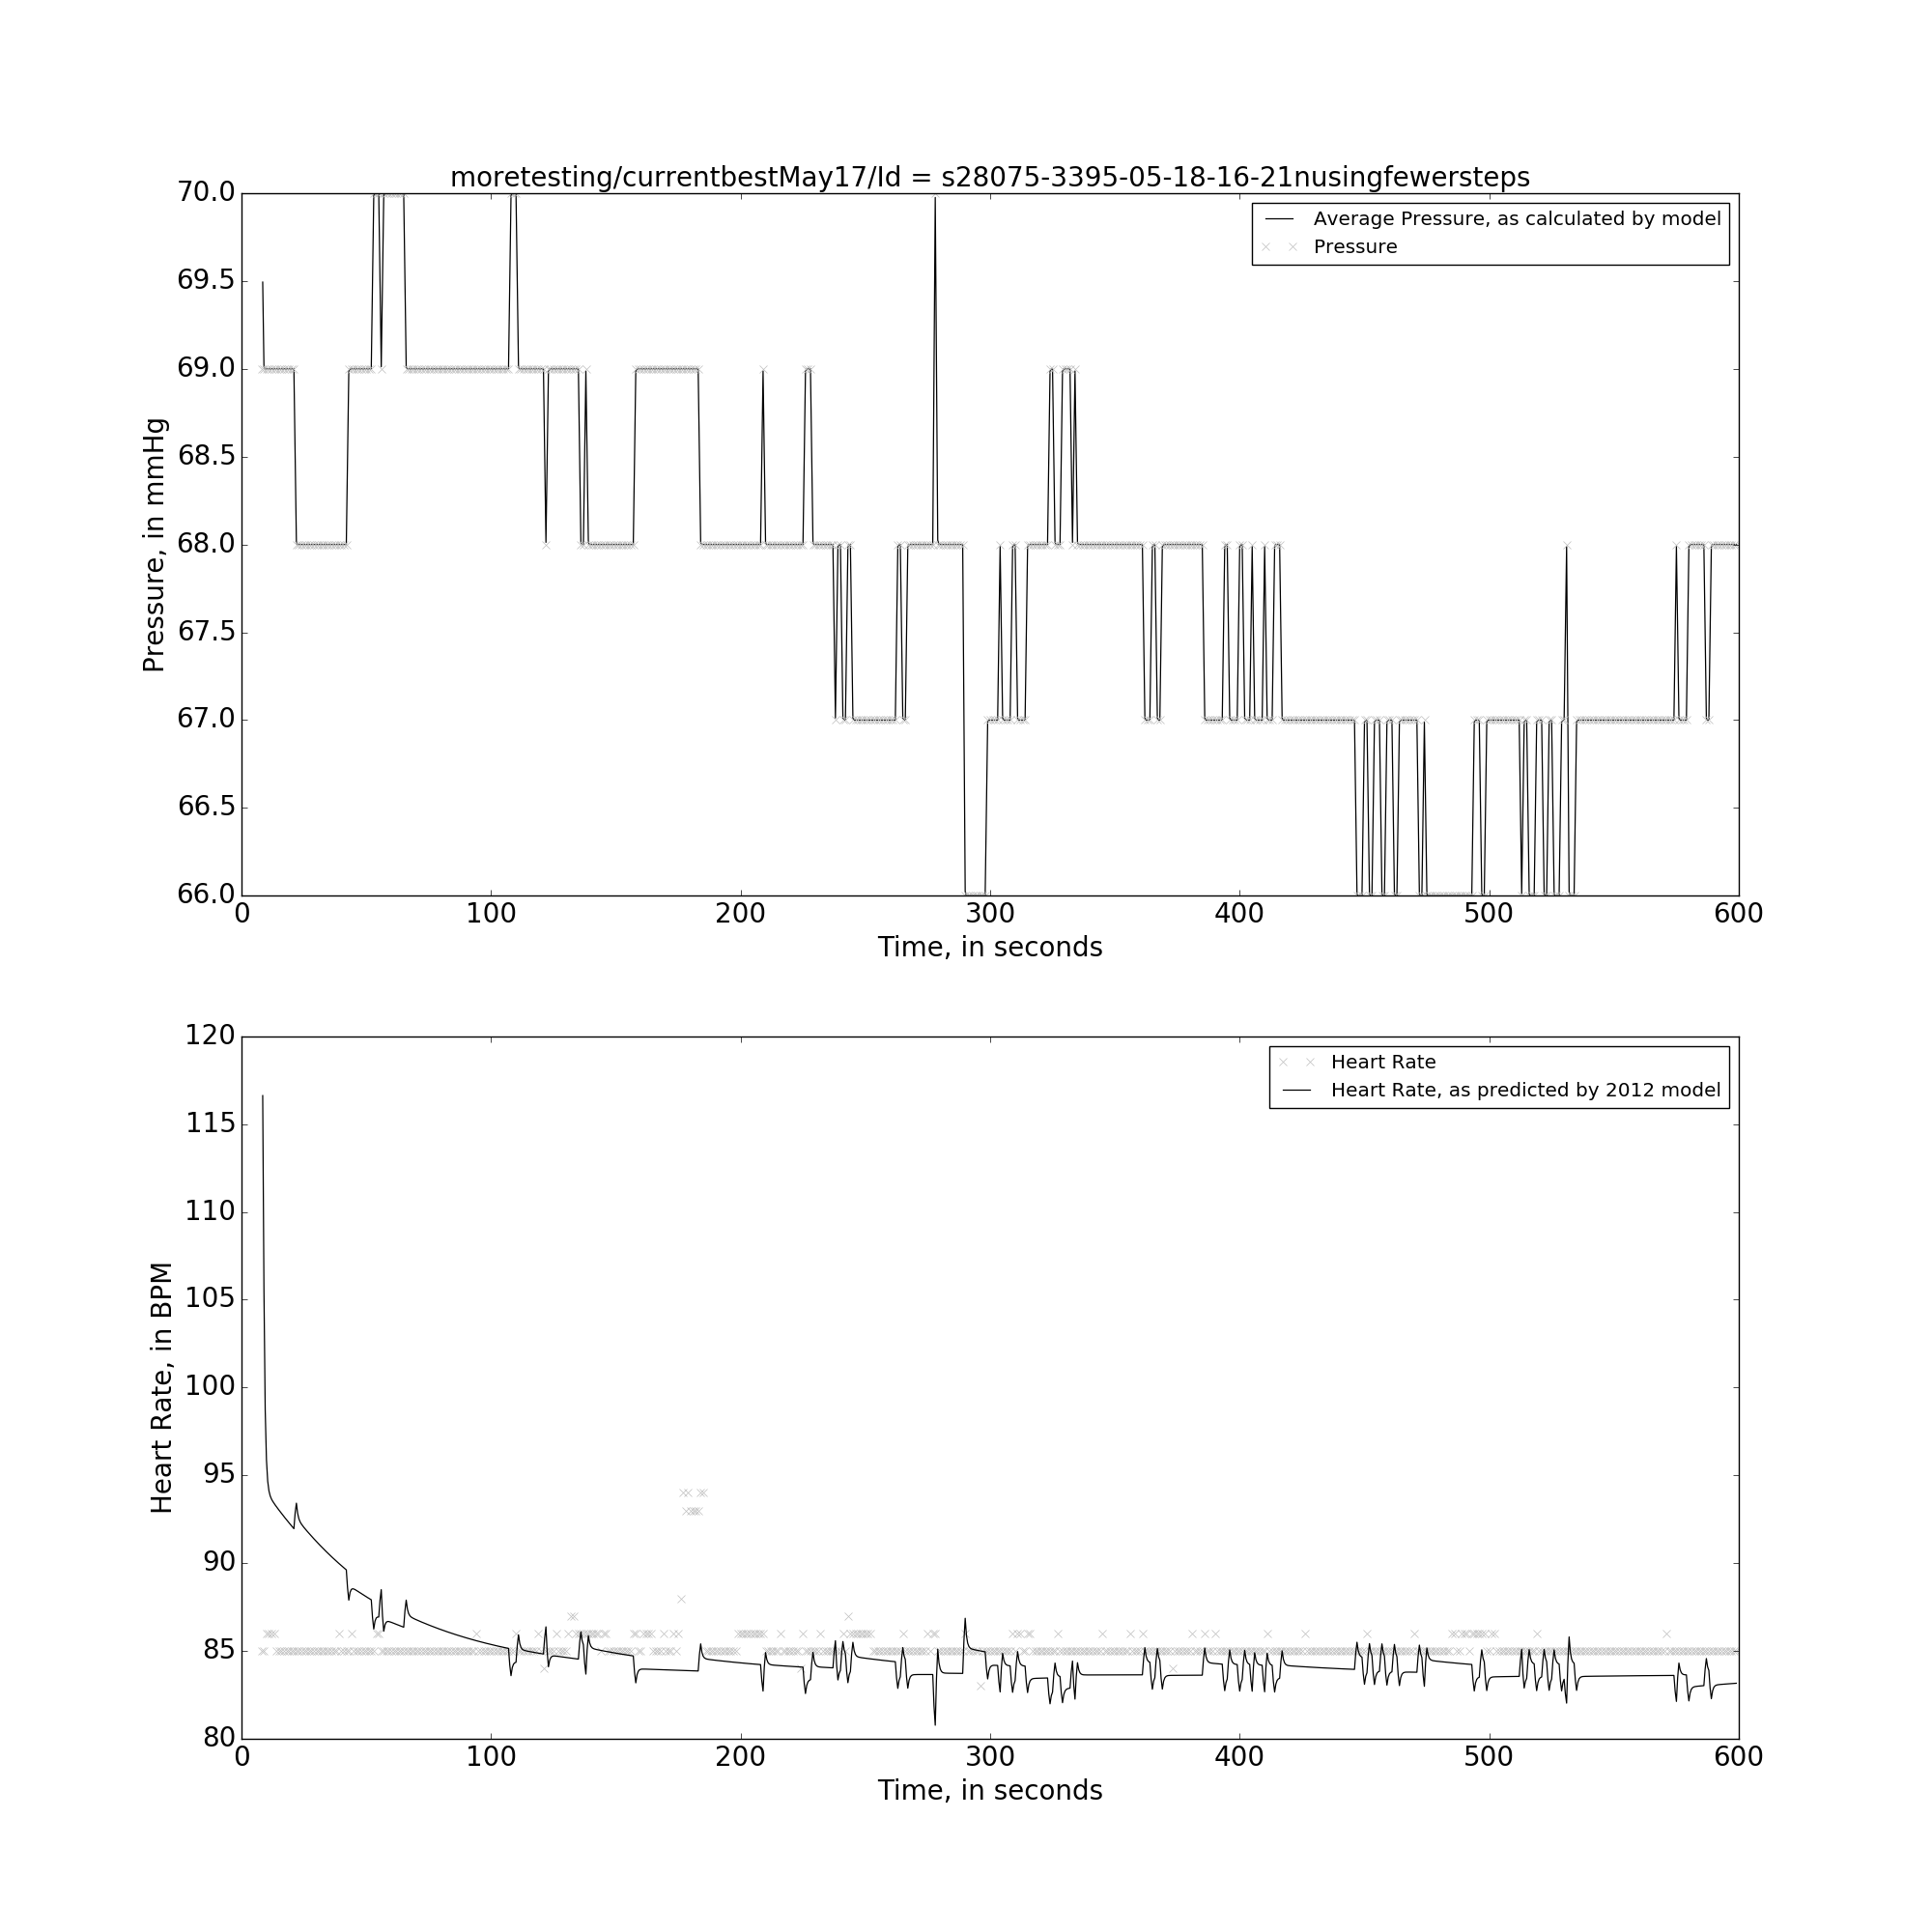 moretesting/currentbestMay17/Id = s28075-3395-05-18-16-21nusingfewersteps
70.0
69.5
69.0
68.5
68.0
67.5
67.0
66.5
66.0
Pressure, in mmHg
Average Pressure, as calculated by model
Pressure
0 100 200 300 400 500 600
Time, in seconds
120
115
110
105
100
95
90
85
80
Heart Rate, in BPM
Heart Rate
Heart Rate, as predicted by 2012 model
0 100 200 300 400 500 600
Time, in seconds